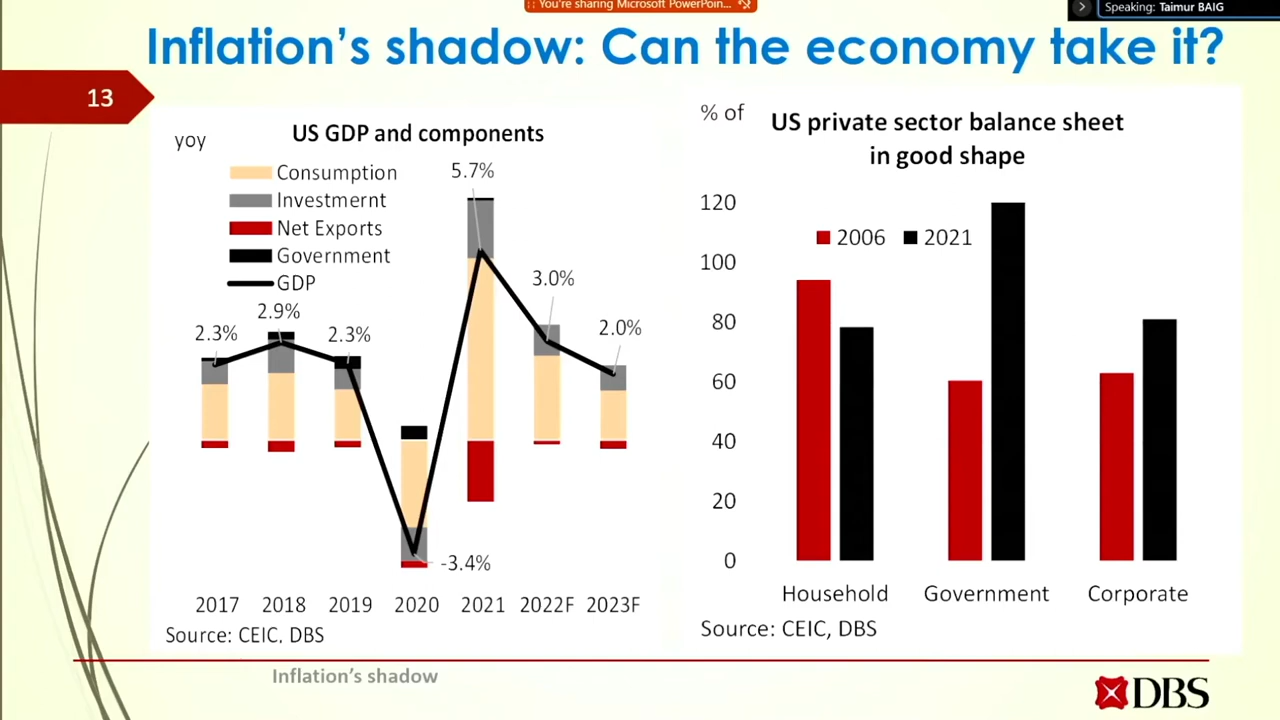 You're sharing Microsoft PowerPoin...
Speaking: Taimur BAIG
Inflation's shadow: Can the economy take it?
13
yoy
US GDP and components
Consumption
Investmernt
Net Exports
Government
GDP
2.3%
2.9%
2.3%
-3.4%
5.7%
3.0%
2.0%
2017 2018 2019 2020 2021 2022F 2023F
Source: CEIC, DBS
% of
US private sector balance sheet
in good shape
2006 2021
120
100
80
60
40
20
0
Household Government Corporate
Source: CEIC, DBS
Inflation's shadow
DBS